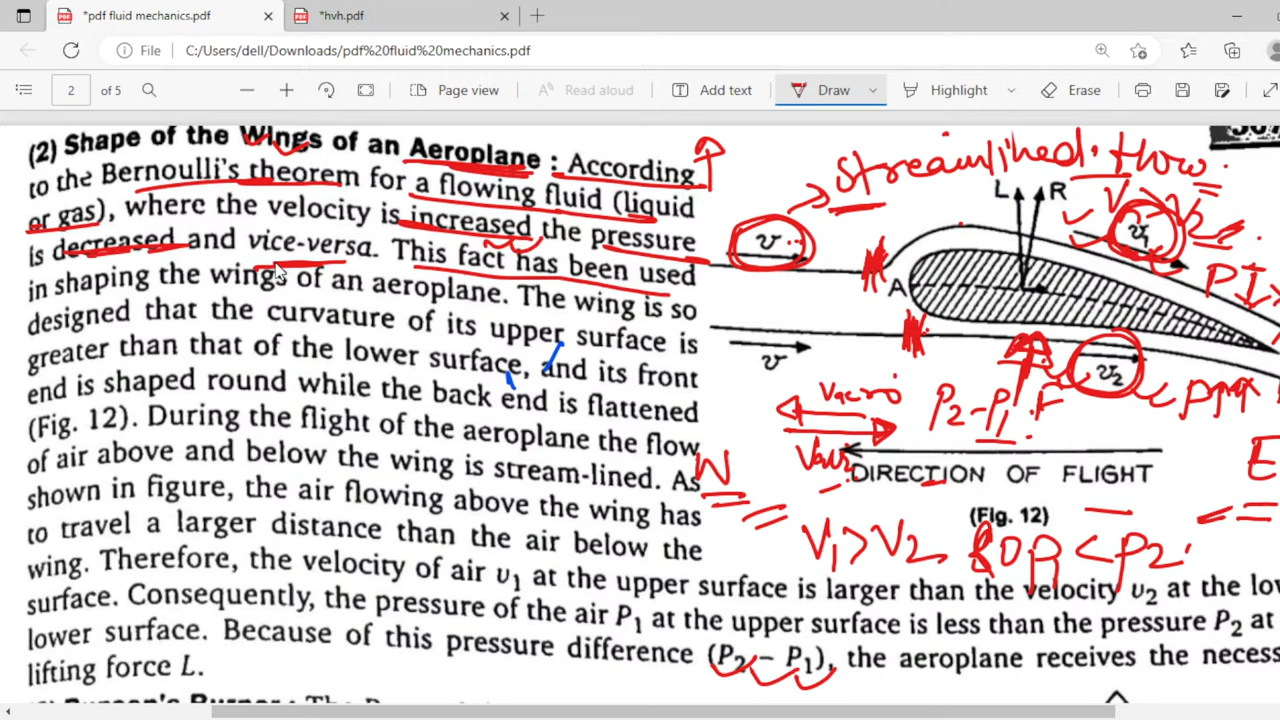 *pdf fluid mechanics.pdf
*hvh.pdf
File
C:/Users/dell/Downloads/pdf%20fluid%20mechanics.pdf
2
of 5
Page view
Read aloud
Add text
Draw
Highlight
Erase
(2) Shape of the Wings of an Aeroplane : According
to the Bernoulli's theorem for a flowing fluid (liquid
or gas), where the velocity is increased the pressure
is decreased and vice-versa. This fact has been used
in shaping the wings of an aeroplane. The wing is so
designed that the curvature of its upper surface is
greater than that of the lower surface, and its front
end is shaped round while the back end is flattened
(Fig. 12). During the flight of the aeroplane the flow
of air above and below the wing is stream-lined. As
shown in figure, the air flowing above the wing has
to travel a larger distance than the air below the
wing. Therefore, the velocity of air υ1 at the upper surface is larger than the velocity υ2 at the lo
surface. Consequently, the pressure of the air P1 at the upper surface is less than the pressure P2 at
lower surface. Because of this pressure difference (P2 – P1), the aeroplane receives the necess
lifting force L.
streamlined flow
L
R
v
v1
A
v
v2
P2-P1
F
W
DIRECTION OF FLIGHT
E
(Fig. 12)
V1 > V2 so P1 < P2